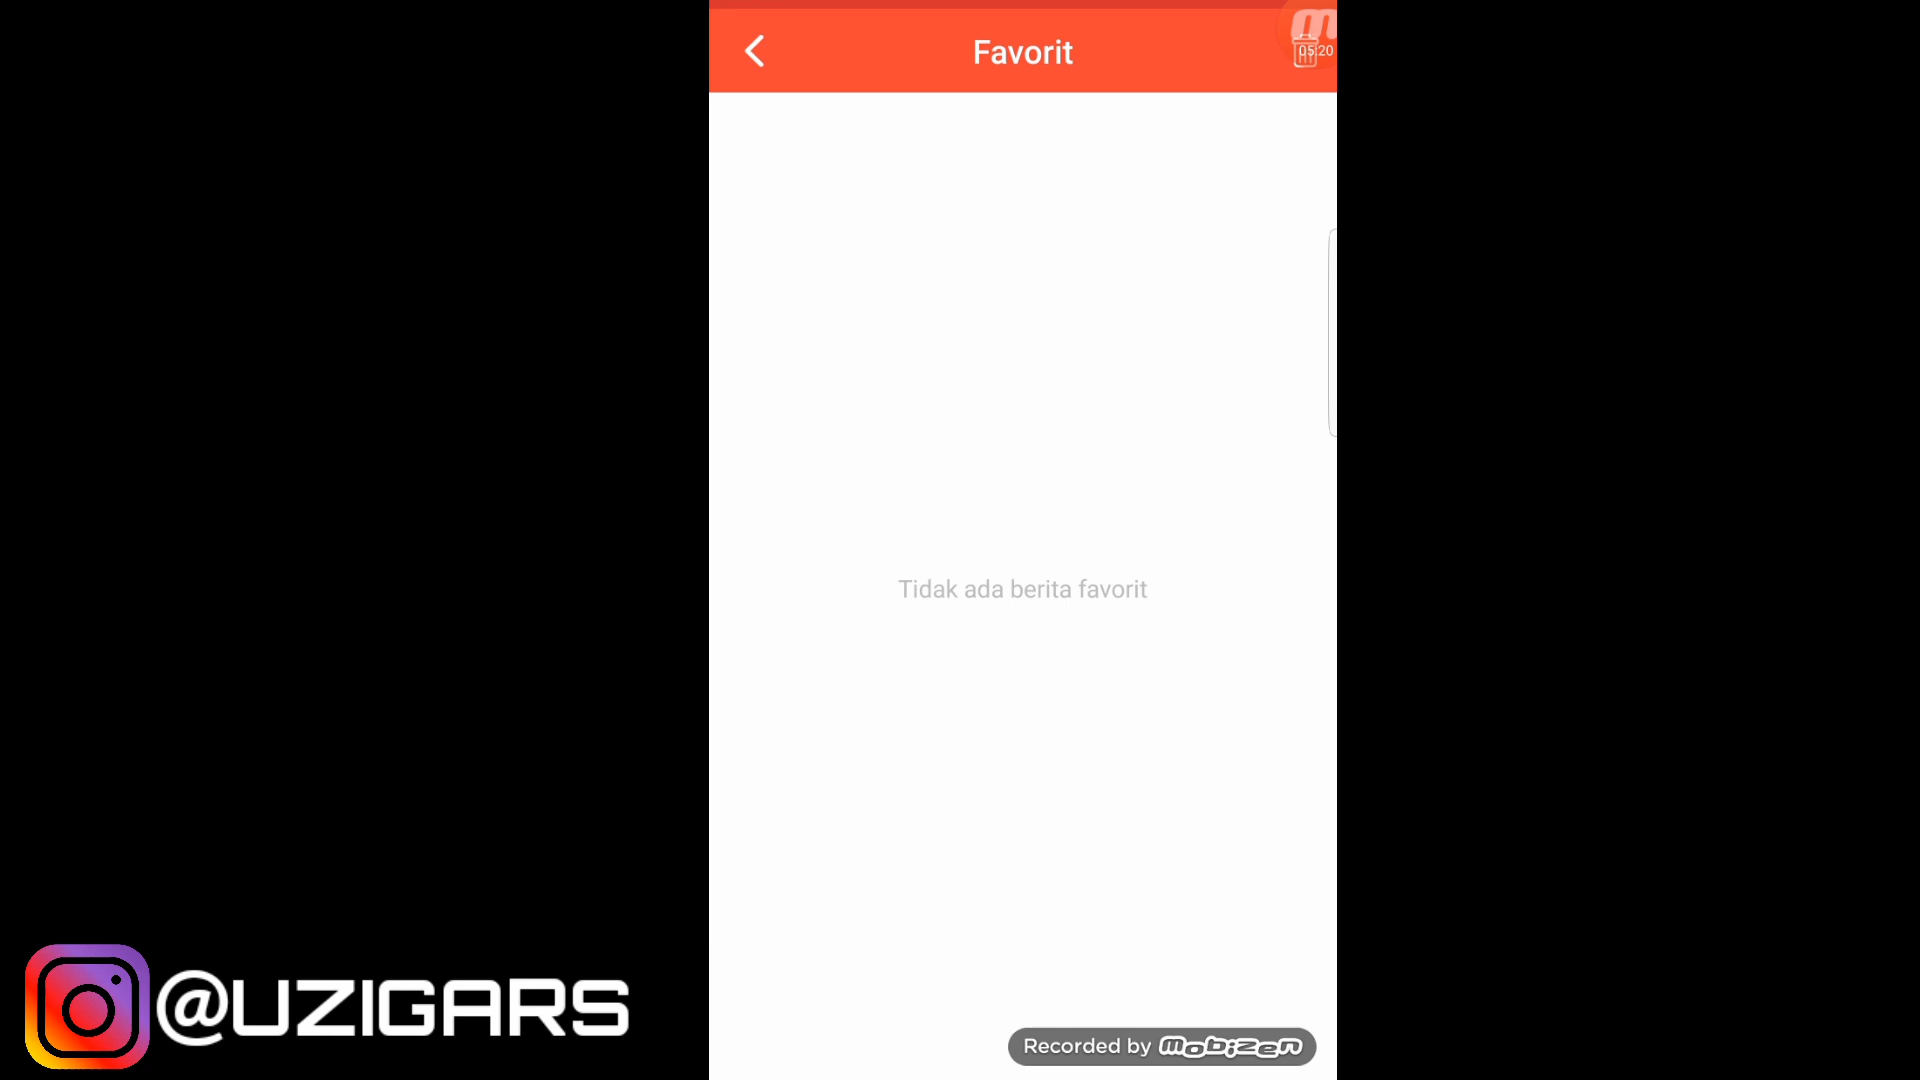 Favorit
05:20
Tidak ada berita favorit
@UZIGARS
Recorded by mobizen